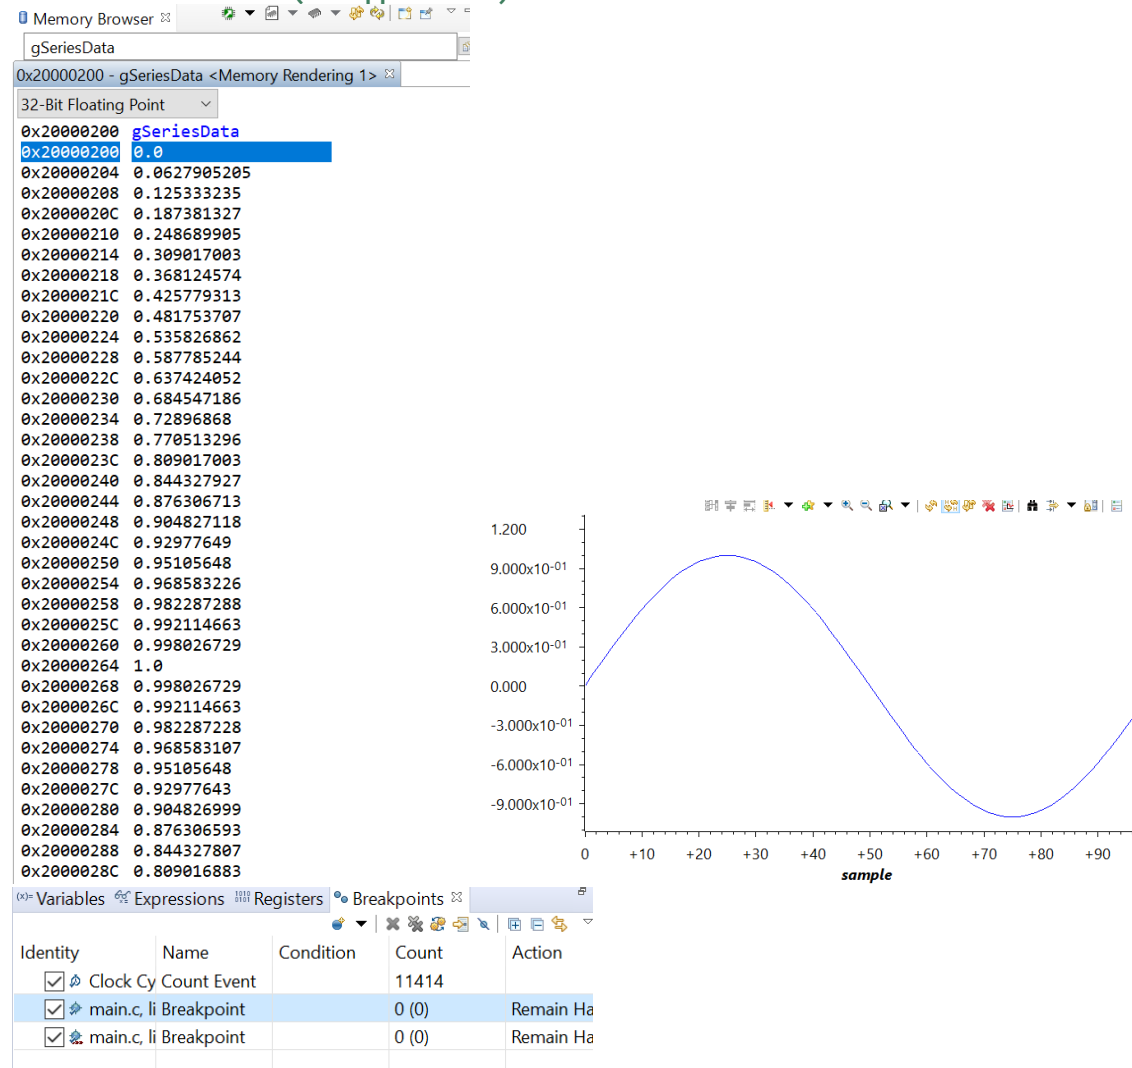 Memory Browser
gSeriesData
0x20000200 - gSeriesData <Memory Rendering 1>
32-Bit Floating Point
0x20000200 gSeriesData
0x20000200 0.0
0x20000204 0.0627905205
0x20000208 0.125333235
0x2000020C 0.187381327
0x20000210 0.248689905
0x20000214 0.309017003
0x20000218 0.368124574
0x2000021C 0.425779313
0x20000220 0.481753707
0x20000224 0.535826862
0x20000228 0.587785244
0x2000022C 0.637424052
0x20000230 0.684547186
0x20000234 0.72896868
0x20000238 0.770513296
0x2000023C 0.809017003
0x20000240 0.844327927
0x20000244 0.876306713
0x20000248 0.904827118
0x2000024C 0.92977649
0x20000250 0.95105648
0x20000254 0.968583226
0x20000258 0.982287288
0x2000025C 0.992114663
0x20000260 0.998026729
0x20000264 1.0
0x20000268 0.998026729
0x2000026C 0.992114663
0x20000270 0.982287228
0x20000274 0.968583107
0x20000278 0.95105648
0x2000027C 0.92977643
0x20000280 0.904826999
0x20000284 0.876306593
0x20000288 0.844327807
0x2000028C 0.809016883
1.200
9.000x10-01
6.000x10-01
3.000x10-01
0.000
-3.000x10-01
-6.000x10-01
-9.000x10-01
0 +10 +20 +30 +40 +50 +60 +70 +80 +90
sample
(x)= Variables Expressions 1010 0101 Registers Breakpoints
Identity Name Condition Count Action
Clock Cy Count Event 11414
main.c, li Breakpoint 0 (0) Remain Ha
main.c, li Breakpoint 0 (0) Remain Ha